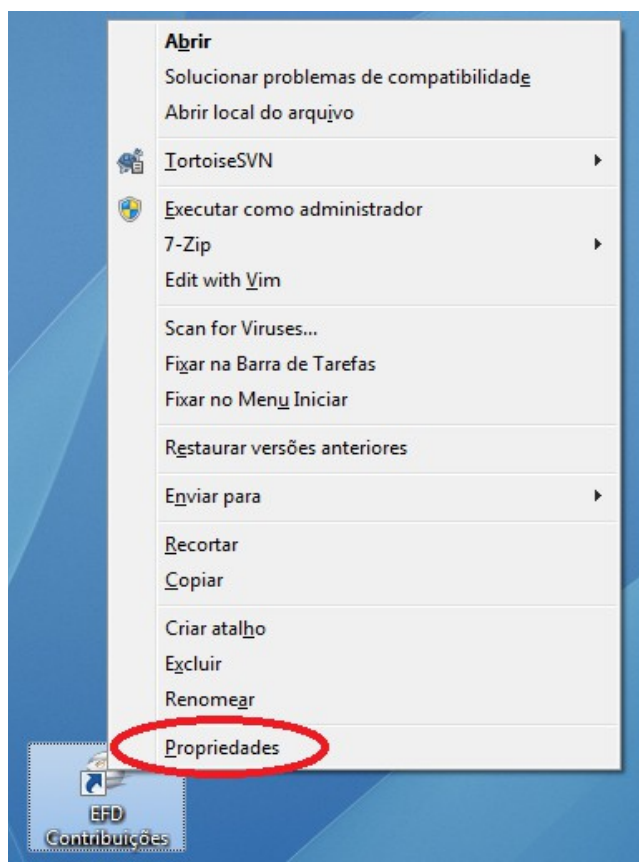 Abrir
Solucionar problemas de compatibilidade
Abrir local do arquivo
TortoiseSVN
Executar como administrador
7-Zip
Edit with Vim
Scan for Viruses...
Fixar na Barra de Tarefas
Fixar no Menu Iniciar
Restaurar versões anteriores
Enviar para
Recortar
Copiar
Criar atalho
Excluir
Renomear
Propriedades
EFD
Contribuições